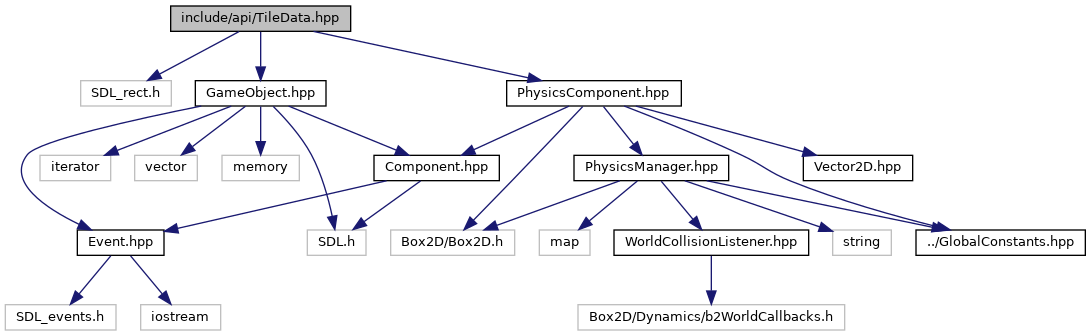 include/api/TileData.hpp
SDL_rect.h
GameObject.hpp
PhysicsComponent.hpp
iterator
vector
memory
Component.hpp
PhysicsManager.hpp
Vector2D.hpp
Event.hpp
SDL.h
Box2D/Box2D.h
map
WorldCollisionListener.hpp
string
../GlobalConstants.hpp
SDL_events.h
iostream
Box2D/Dynamics/b2WorldCallbacks.h